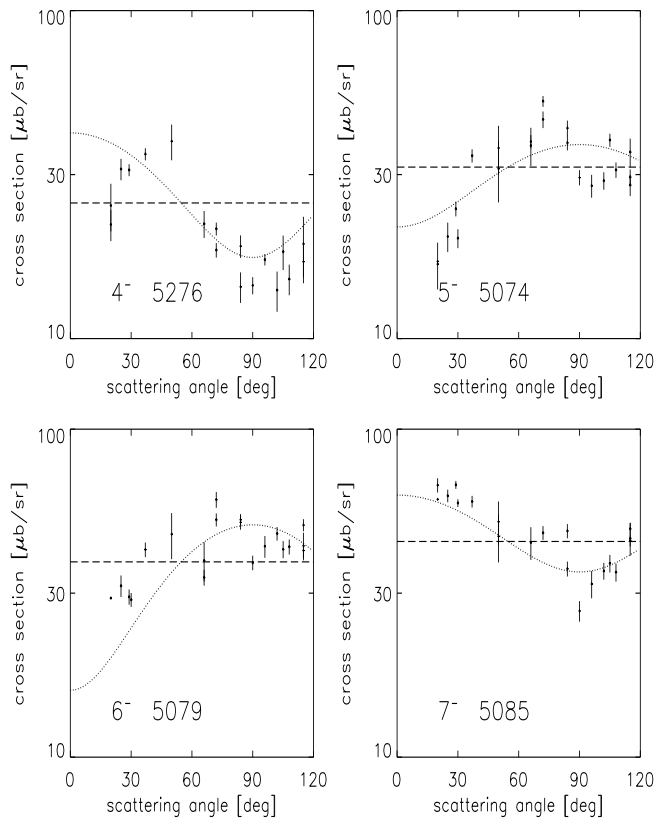 100
30
10
cross section [μb/sr]
4⁻ 5276
0 30 60 90 120
scattering angle [deg]
100
30
10
cross section [μb/sr]
5⁻ 5074
0 30 60 90 120
scattering angle [deg]
100
30
10
cross section [μb/sr]
6⁻ 5079
0 30 60 90 120
scattering angle [deg]
100
30
10
cross section [μb/sr]
7⁻ 5085
0 30 60 90 120
scattering angle [deg]